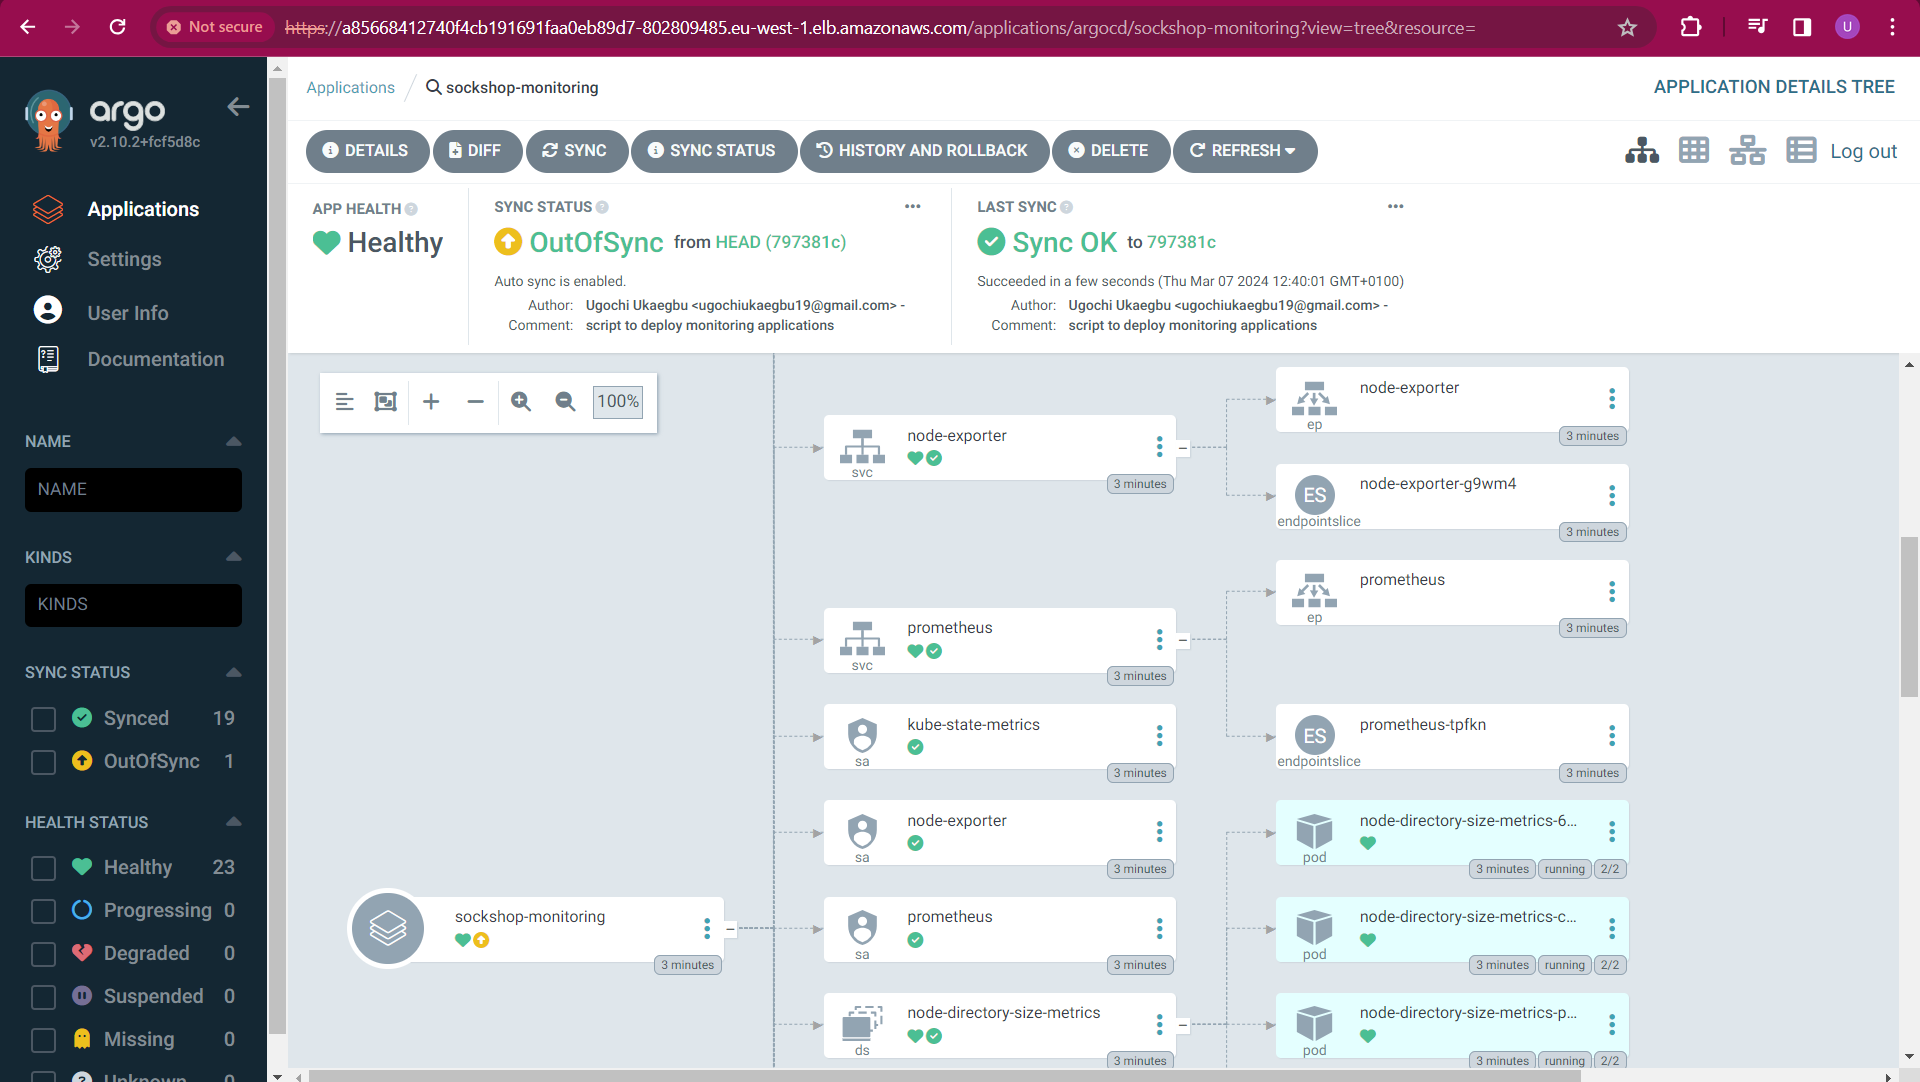 Not secure
https://a85668412740f4cb191691faa0eb89d7-802809485.eu-west-1.elb.amazonaws.com/applications/argocd/sockshop-monitoring?view=tree&resource=
U
argo
v2.10.2+fcf5d8c
Applications
Settings
User Info
Documentation
NAME
NAME
KINDS
KINDS
SYNC STATUS
Synced 19
OutOfSync 1
HEALTH STATUS
Healthy 23
Progressing 0
Degraded 0
Suspended 0
Missing 0
Unknown 0
Applications / sockshop-monitoring
APPLICATION DETAILS TREE
DETAILS
DIFF
SYNC
SYNC STATUS
HISTORY AND ROLLBACK
DELETE
REFRESH
Log out
APP HEALTH
Healthy
SYNC STATUS
OutOfSync from HEAD (797381c)
Auto sync is enabled.
Author: Ugochi Ukaegbu <ugochiukaegbu19@gmail.com> -
Comment: script to deploy monitoring applications
LAST SYNC
Sync OK to 797381c
Succeeded in a few seconds (Thu Mar 07 2024 12:40:01 GMT+0100)
Author: Ugochi Ukaegbu <ugochiukaegbu19@gmail.com> -
Comment: script to deploy monitoring applications
100%
sockshop-monitoring
3 minutes
node-exporter
svc
3 minutes
prometheus
svc
3 minutes
kube-state-metrics
sa
3 minutes
node-exporter
sa
3 minutes
prometheus
sa
3 minutes
node-directory-size-metrics
ds
3 minutes
node-exporter
ep
3 minutes
ES
node-exporter-g9wm4
endpointslice
3 minutes
prometheus
ep
3 minutes
ES
prometheus-tpfkn
endpointslice
3 minutes
node-directory-size-metrics-6...
pod
3 minutes running 2/2
node-directory-size-metrics-c...
pod
3 minutes running 2/2
node-directory-size-metrics-p...
pod
3 minutes running 2/2